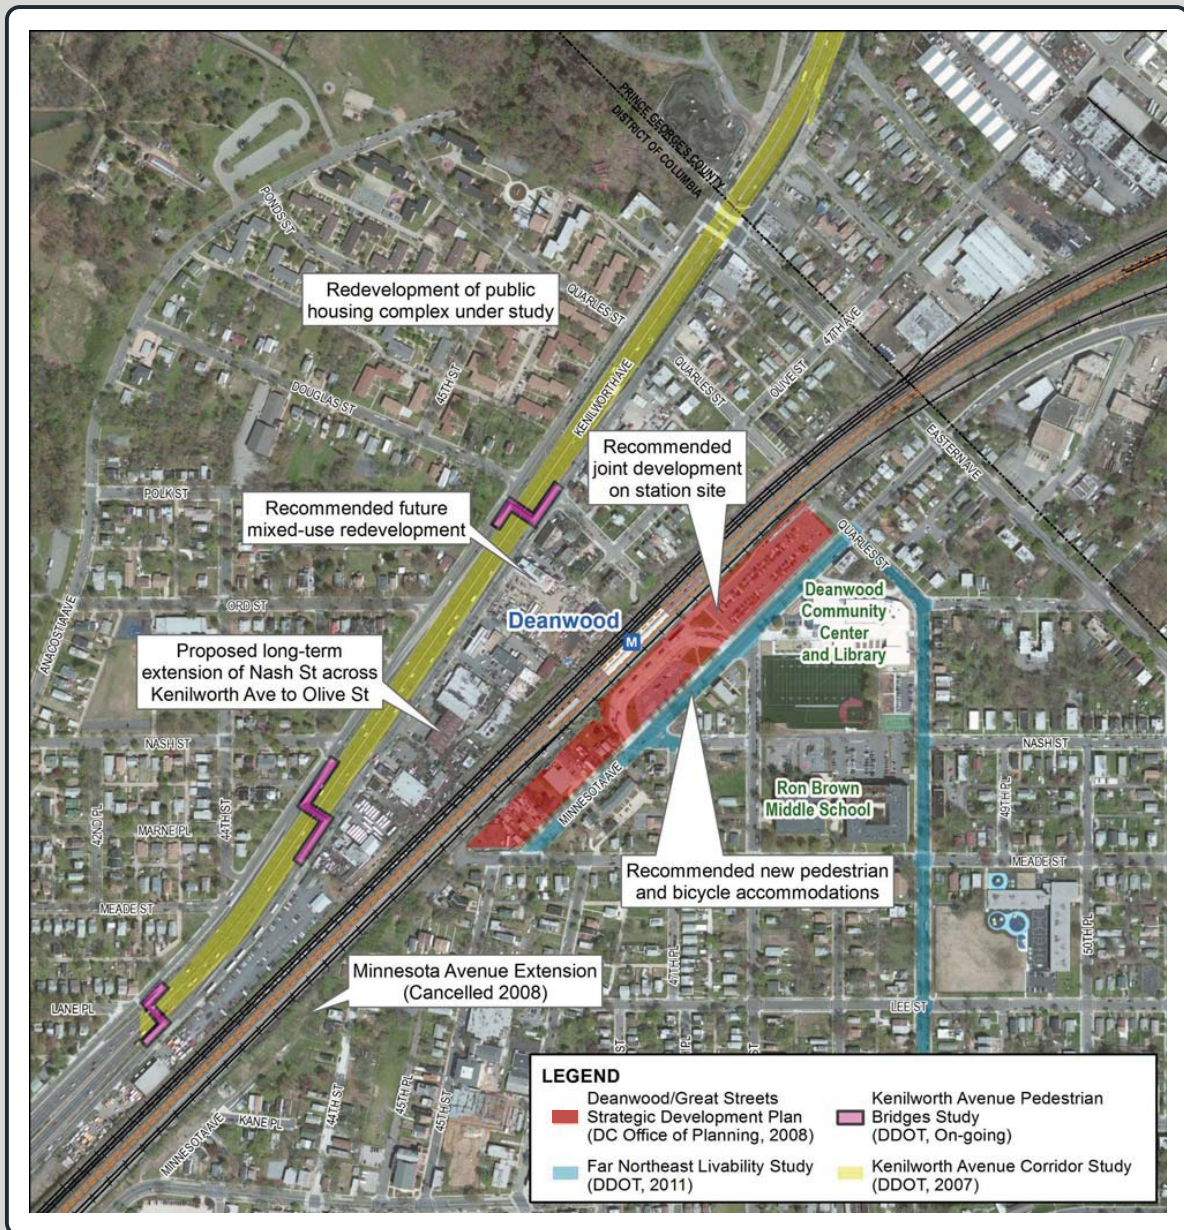 PRINCE GEORGE'S COUNTY
DISTRICT OF COLUMBIA
PONDS ST
Redevelopment of public
housing complex under study
QUARLES ST
47TH AVE
OLIVE ST
QUARLES ST
45TH ST
DOUGLAS ST
KENILWORTH AVE
EASTERN AVE
Recommended
joint development
on station site
POLK ST
Recommended future
mixed-use redevelopment
QUARLES ST
Deanwood
Community
Center
and Library
ORD ST
Deanwood
M
ANACOSTIA AVE
Proposed long-term
extension of Nash St across
Kenilworth Ave to Olive St
NASH ST
NASH ST
MINNESOTA AVE
Ron Brown
Middle School
42ND PL
MARNE PL
44TH ST
49TH PL
MEADE ST
Recommended new pedestrian
and bicycle accommodations
MEADE ST
47TH PL
50TH PL
Minnesota Avenue Extension
(Cancelled 2008)
LANE PL
LEE ST
ST
PL
ST
MINNESOTA AVE
KANE PL
44TH ST
45TH PL
45TH ST
LEGEND
Deanwood/Great Streets
Strategic Development Plan
(DC Office of Planning, 2008)
Kenilworth Avenue Pedestrian
Bridges Study
(DDOT, On-going)
Far Northeast Livability Study
(DDOT, 2011)
Kenilworth Avenue Corridor Study
(DDOT, 2007)